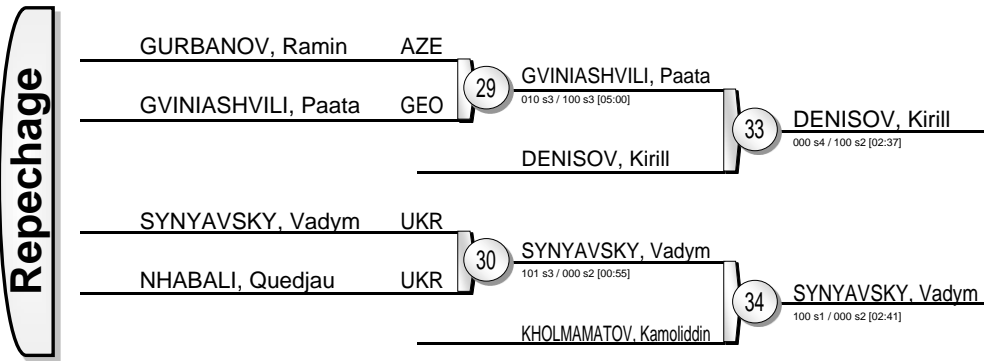 Repechage
GURBANOV, Ramin AZE
GVINIASHVILI, Paata GEO
29
GVINIASHVILI, Paata
010 s3 / 100 s3 [05:00]
DENISOV, Kirill
33
DENISOV, Kirill
000 s4 / 100 s2 [02:37]
SYNYAVSKY, Vadym UKR
NHABALI, Quedjau UKR
30
SYNYAVSKY, Vadym
101 s3 / 000 s2 [00:55]
KHOLMAMATOV, Kamoliddin
34
SYNYAVSKY, Vadym
100 s1 / 000 s2 [02:41]